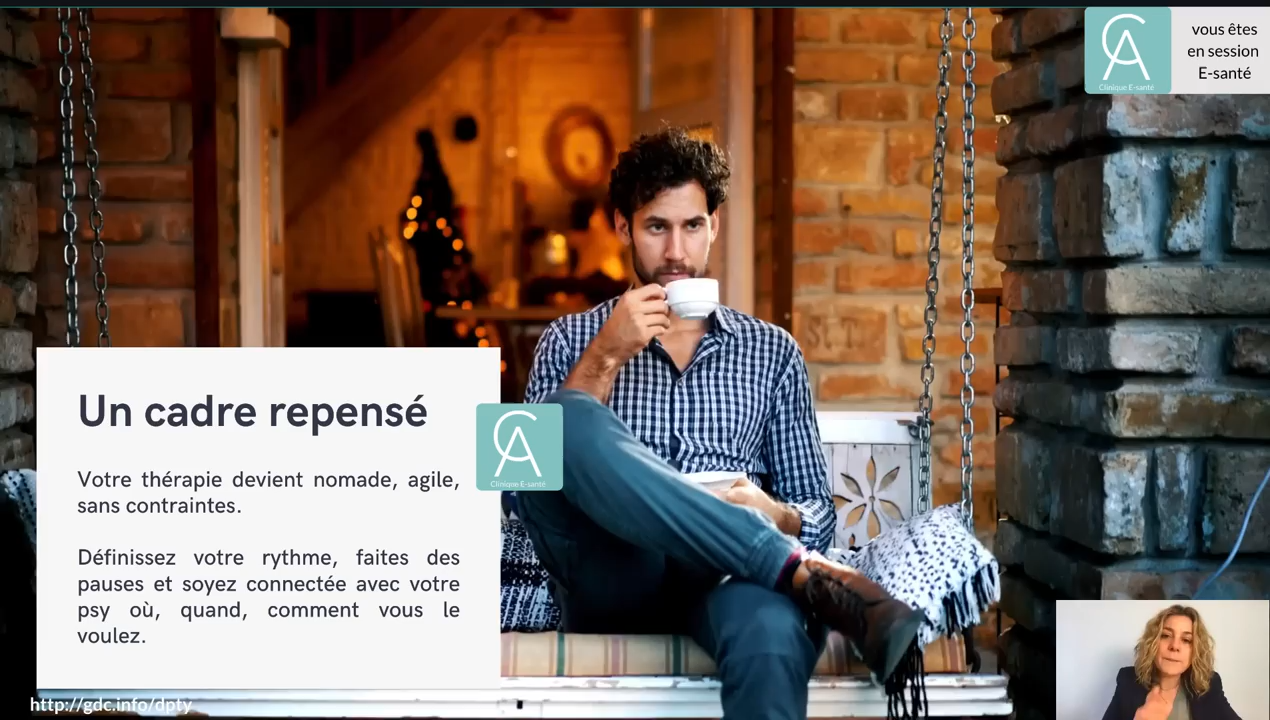 CA
Clinique E-santé
vous êtes
en session
E-santé
S.T.
Un cadre repensé
CA
Clinique E-santé
Votre thérapie devient nomade, agile,
sans contraintes.
Définissez votre rythme, faites des
pauses et soyez connectée avec votre
psy où, quand, comment vous le
voulez.
http://gdc.info/dpty